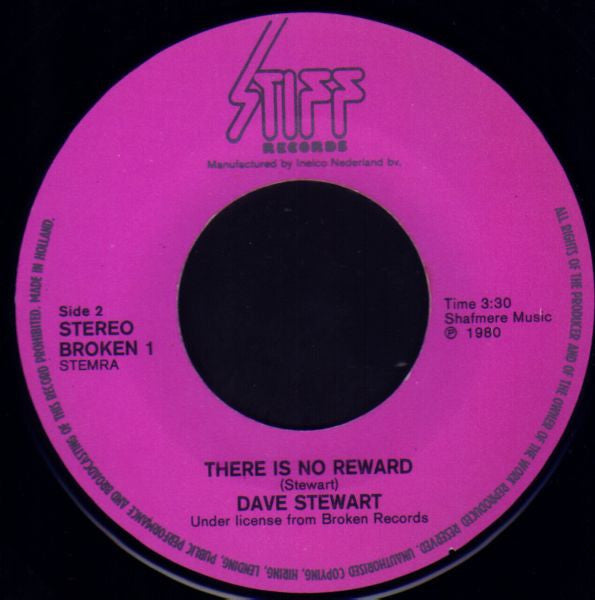 STIFF
RECORDS
Manufactured by Inelco Nederland bv.
Side 2
STEREO
BROKEN 1
STEMRA
Time 3:30
Shafmere Music
℗ 1980
THERE IS NO REWARD
(Stewart)
DAVE STEWART
Under license from Broken Records
ALL RIGHTS OF THE PRODUCER AND OF THE OWNER OF THE WORK REPRODUCED RESERVED. UNAUTHORISED COPYING, HIRING, LENDING, PUBLIC PERFORMANCE AND BROADCASTING OF THIS RECORD PROHIBITED. MADE IN HOLLAND.